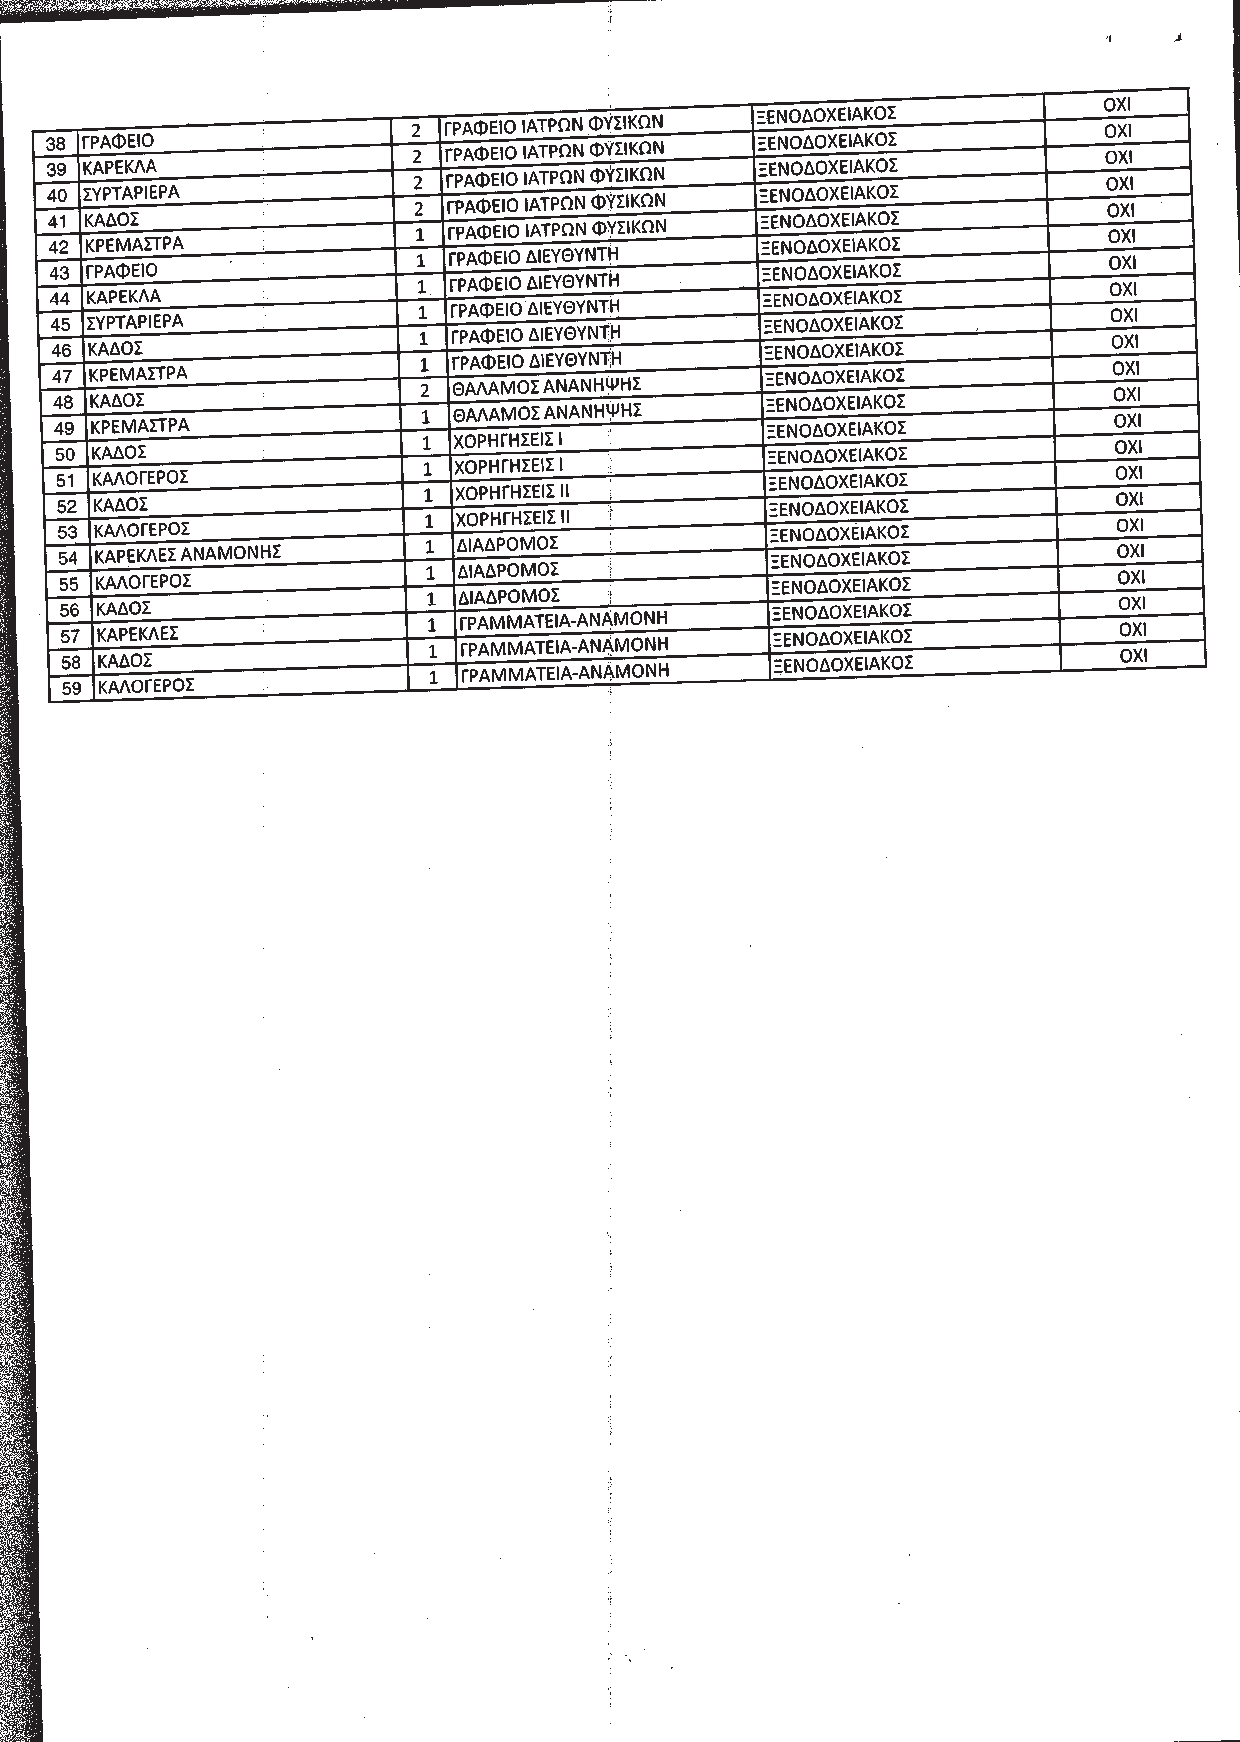 38 ΓΡΑΦΕΙΟ 2 ΓΡΑΦΕΙΟ ΙΑΤΡΩΝ ΦΥΣΙΚΩΝ ΞΕΝΟΔΟΧΕΙΑΚΟΣ ΟΧΙ
39 ΚΑΡΕΚΛΑ 2 ΓΡΑΦΕΙΟ ΙΑΤΡΩΝ ΦΥΣΙΚΩΝ ΞΕΝΟΔΟΧΕΙΑΚΟΣ ΟΧΙ
40 ΣΥΡΤΑΡΙΕΡΑ 2 ΓΡΑΦΕΙΟ ΙΑΤΡΩΝ ΦΥΣΙΚΩΝ ΞΕΝΟΔΟΧΕΙΑΚΟΣ ΟΧΙ
41 ΚΑΔΟΣ 2 ΓΡΑΦΕΙΟ ΙΑΤΡΩΝ ΦΥΣΙΚΩΝ ΞΕΝΟΔΟΧΕΙΑΚΟΣ ΟΧΙ
42 ΚΡΕΜΑΣΤΡΑ 1 ΓΡΑΦΕΙΟ ΙΑΤΡΩΝ ΦΥΣΙΚΩΝ ΞΕΝΟΔΟΧΕΙΑΚΟΣ ΟΧΙ
43 ΓΡΑΦΕΙΟ 1 ΓΡΑΦΕΙΟ ΔΙΕΥΘΥΝΤΗ ΞΕΝΟΔΟΧΕΙΑΚΟΣ ΟΧΙ
44 ΚΑΡΕΚΛΑ 1 ΓΡΑΦΕΙΟ ΔΙΕΥΘΥΝΤΗ ΞΕΝΟΔΟΧΕΙΑΚΟΣ ΟΧΙ
45 ΣΥΡΤΑΡΙΕΡΑ 1 ΓΡΑΦΕΙΟ ΔΙΕΥΘΥΝΤΗ ΞΕΝΟΔΟΧΕΙΑΚΟΣ ΟΧΙ
46 ΚΑΔΟΣ 1 ΓΡΑΦΕΙΟ ΔΙΕΥΘΥΝΤΗ ΞΕΝΟΔΟΧΕΙΑΚΟΣ ΟΧΙ
47 ΚΡΕΜΑΣΤΡΑ 1 ΓΡΑΦΕΙΟ ΔΙΕΥΘΥΝΤΗ ΞΕΝΟΔΟΧΕΙΑΚΟΣ ΟΧΙ
48 ΚΑΔΟΣ 2 ΘΑΛΑΜΟΣ ΑΝΑΝΗΨΗΣ ΞΕΝΟΔΟΧΕΙΑΚΟΣ ΟΧΙ
49 ΚΡΕΜΑΣΤΡΑ 1 ΘΑΛΑΜΟΣ ΑΝΑΝΗΨΗΣ ΞΕΝΟΔΟΧΕΙΑΚΟΣ ΟΧΙ
50 ΚΑΔΟΣ 1 ΧΟΡΗΓΗΣΕΙΣ Ι ΞΕΝΟΔΟΧΕΙΑΚΟΣ ΟΧΙ
51 ΚΑΛΟΓΕΡΟΣ 1 ΧΟΡΗΓΗΣΕΙΣ Ι ΞΕΝΟΔΟΧΕΙΑΚΟΣ ΟΧΙ
52 ΚΑΔΟΣ 1 ΧΟΡΗΓΗΣΕΙΣ ΙΙ ΞΕΝΟΔΟΧΕΙΑΚΟΣ ΟΧΙ
53 ΚΑΛΟΓΕΡΟΣ 1 ΧΟΡΗΓΗΣΕΙΣ ΙΙ ΞΕΝΟΔΟΧΕΙΑΚΟΣ ΟΧΙ
54 ΚΑΡΕΚΛΕΣ ΑΝΑΜΟΝΗΣ 1 ΔΙΑΔΡΟΜΟΣ ΞΕΝΟΔΟΧΕΙΑΚΟΣ ΟΧΙ
55 ΚΑΛΟΓΕΡΟΣ 1 ΔΙΑΔΡΟΜΟΣ ΞΕΝΟΔΟΧΕΙΑΚΟΣ ΟΧΙ
56 ΚΑΔΟΣ 1 ΔΙΑΔΡΟΜΟΣ ΞΕΝΟΔΟΧΕΙΑΚΟΣ ΟΧΙ
57 ΚΑΡΕΚΛΕΣ 1 ΓΡΑΜΜΑΤΕΙΑ-ΑΝΑΜΟΝΗ ΞΕΝΟΔΟΧΕΙΑΚΟΣ ΟΧΙ
58 ΚΑΔΟΣ 1 ΓΡΑΜΜΑΤΕΙΑ-ΑΝΑΜΟΝΗ ΞΕΝΟΔΟΧΕΙΑΚΟΣ ΟΧΙ
59 ΚΑΛΟΓΕΡΟΣ 1 ΓΡΑΜΜΑΤΕΙΑ-ΑΝΑΜΟΝΗ ΞΕΝΟΔΟΧΕΙΑΚΟΣ ΟΧΙ